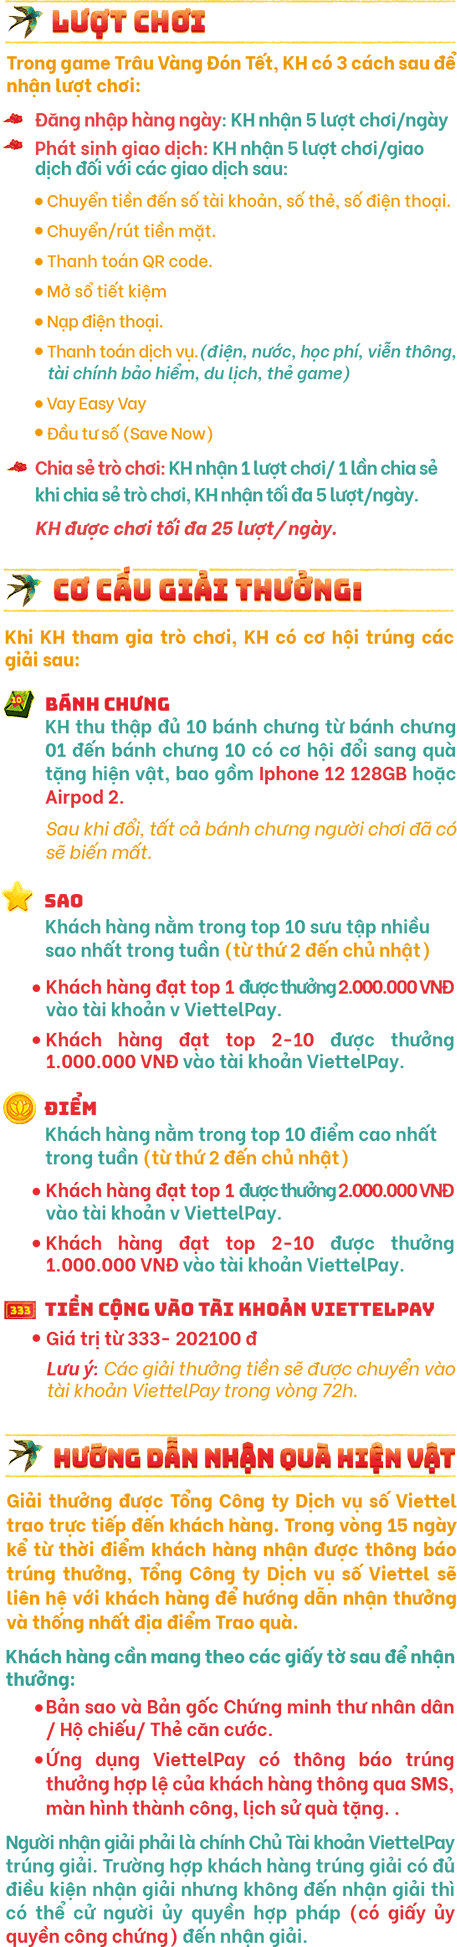 LƯỢT CHƠI
Trong game Trâu Vàng Đón Tết, KH có 3 cách sau để
nhận lượt chơi:
Đăng nhập hàng ngày: KH nhận 5 lượt chơi/ngày
Phát sinh giao dịch: KH nhận 5 lượt chơi/giao
dịch đối với các giao dịch sau:
• Chuyển tiền đến số tài khoản, số thẻ, số điện thoại.
• Chuyển/rút tiền mặt.
• Thanh toán QR code.
• Mở sổ tiết kiệm
• Nạp điện thoại.
• Thanh toán dịch vụ.(điện, nước, học phí, viễn thông,
tài chính bảo hiểm, du lịch, thẻ game)
• Vay Easy Vay
• Đầu tư số (Save Now)
Chia sẻ trò chơi: KH nhận 1 lượt chơi/ 1 lần chia sẻ
khi chia sẻ trò chơi, KH nhận tối đa 5 lượt/ngày.
KH được chơi tối đa 25 lượt/ngày.
CƠ CẤU GIẢI THƯỞNG:
Khi KH tham gia trò chơi, KH có cơ hội trúng các
giải sau:
10
BÁNH CHƯNG
KH thu thập đủ 10 bánh chưng từ bánh chưng
01 đến bánh chưng 10 có cơ hội đổi sang quà
tặng hiện vật, bao gồm Iphone 12 128GB hoặc
Airpod 2.
Sau khi đổi, tất cả bánh chưng người chơi đã có
sẽ biến mất.
SAO
Khách hàng nằm trong top 10 sưu tập nhiều
sao nhất trong tuần (từ thứ 2 đến chủ nhật)
• Khách hàng đạt top 1 được thưởng 2.000.000 VNĐ
vào tài khoản v ViettelPay.
• Khách hàng đạt top 2-10 được thưởng
1.000.000 VNĐ vào tài khoản ViettelPay.
ĐIỂM
Khách hàng nằm trong top 10 điểm cao nhất
trong tuần (từ thứ 2 đến chủ nhật)
• Khách hàng đạt top 1 được thưởng 2.000.000 VNĐ
vào tài khoản v ViettelPay.
• Khách hàng đạt top 2-10 được thưởng
1.000.000 VNĐ vào tài khoản ViettelPay.
333 TIỀN CỘNG VÀO TÀI KHOẢN VIETTELPAY
• Giá trị từ 333- 202100 đ
Lưu ý: Các giải thưởng tiền sẽ được chuyển vào
tài khoản ViettelPay trong vòng 72h.
HƯỚNG DẪN NHẬN QUÀ HIỆN VẬT
Giải thưởng được Tổng Công ty Dịch vụ số Viettel
trao trực tiếp đến khách hàng. Trong vòng 15 ngày
kể từ thời điểm khách hàng nhận được thông báo
trúng thưởng, Tổng Công ty Dịch vụ số Viettel sẽ
liên hệ với khách hàng để hướng dẫn nhận thưởng
và thống nhất địa điểm Trao quà.
Khách hàng cần mang theo các giấy tờ sau để nhận
thưởng:
• Bản sao và Bản gốc Chứng minh thư nhân dân
/ Hộ chiếu/ Thẻ căn cước.
• Ứng dụng ViettelPay có thông báo trúng
thưởng hợp lệ của khách hàng thông qua SMS,
màn hình thành công, lịch sử quà tặng. .
Người nhận giải phải là chính Chủ Tài khoản ViettelPay
trúng giải. Trường hợp khách hàng trúng giải có đủ
điều kiện nhận giải nhưng không đến nhận giải thì
có thể cử người ủy quyền hợp pháp (có giấy ủy
quyền công chứng) đến nhận giải.